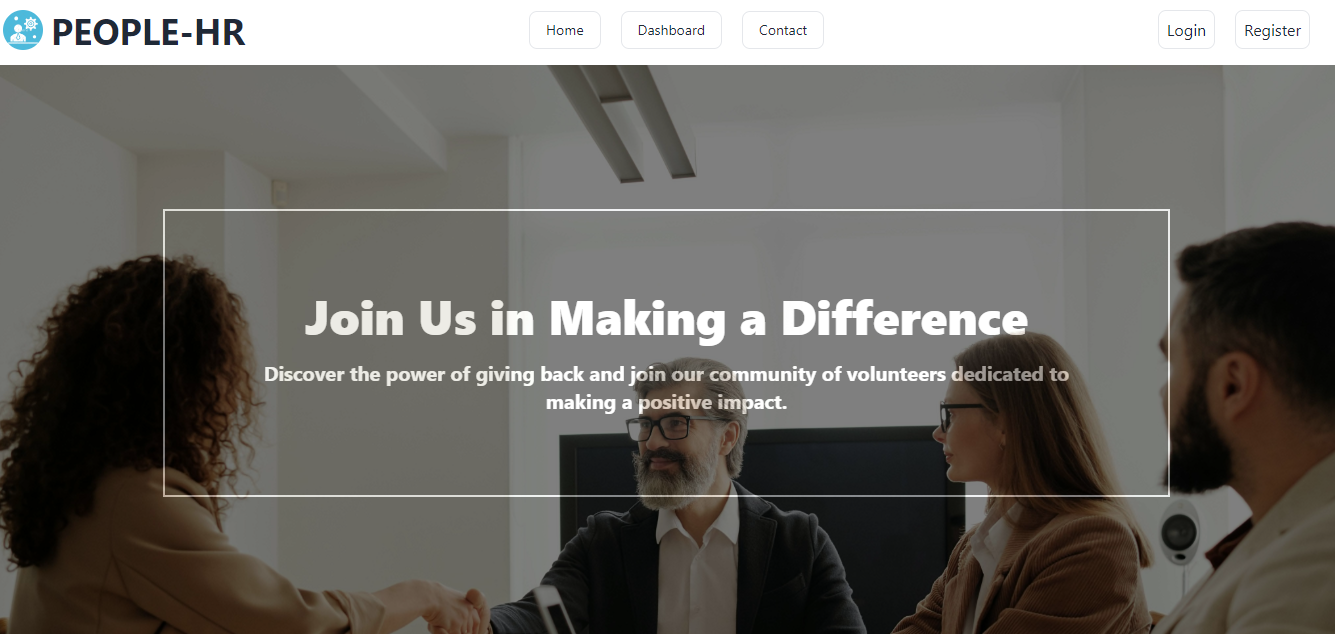 PEOPLE-HR
Home
Dashboard
Contact
Login
Register
Join Us in Making a Difference
Discover the power of giving back and join our community of volunteers dedicated to
making a positive impact.